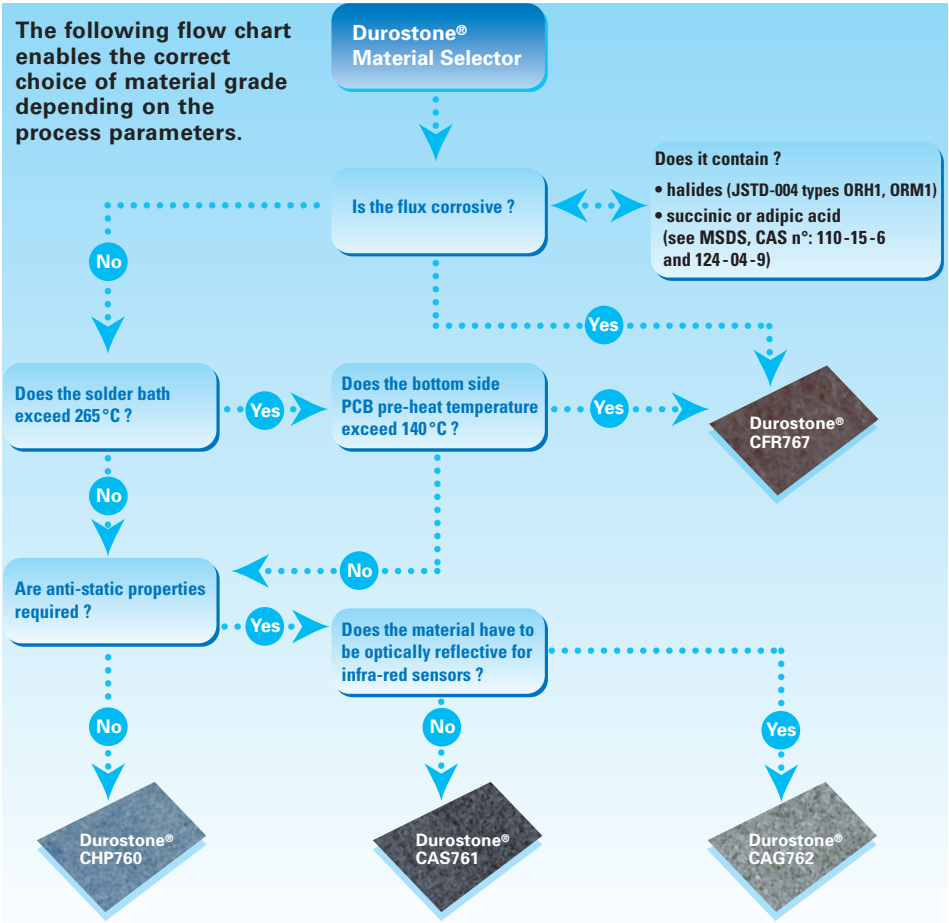 The following flow chart
enables the correct
choice of material grade
depending on the
process parameters.
Durostone®
Material Selector
Is the flux corrosive ?
Does it contain ?
• halides (JSTD-004 types ORH1, ORM1)
• succinic or adipic acid
(see MSDS, CAS n°: 110-15-6
and 124-04-9)
No
Yes
Does the solder bath
exceed 265°C ?
Yes
Does the bottom side
PCB pre-heat temperature
exceed 140°C ?
Yes
Durostone®
CFR767
No
No
Are anti-static properties
required ?
Yes
Does the material have to
be optically reflective for
infra-red sensors ?
No
No
Yes
Durostone®
CHP760
Durostone®
CAS761
Durostone®
CAG762